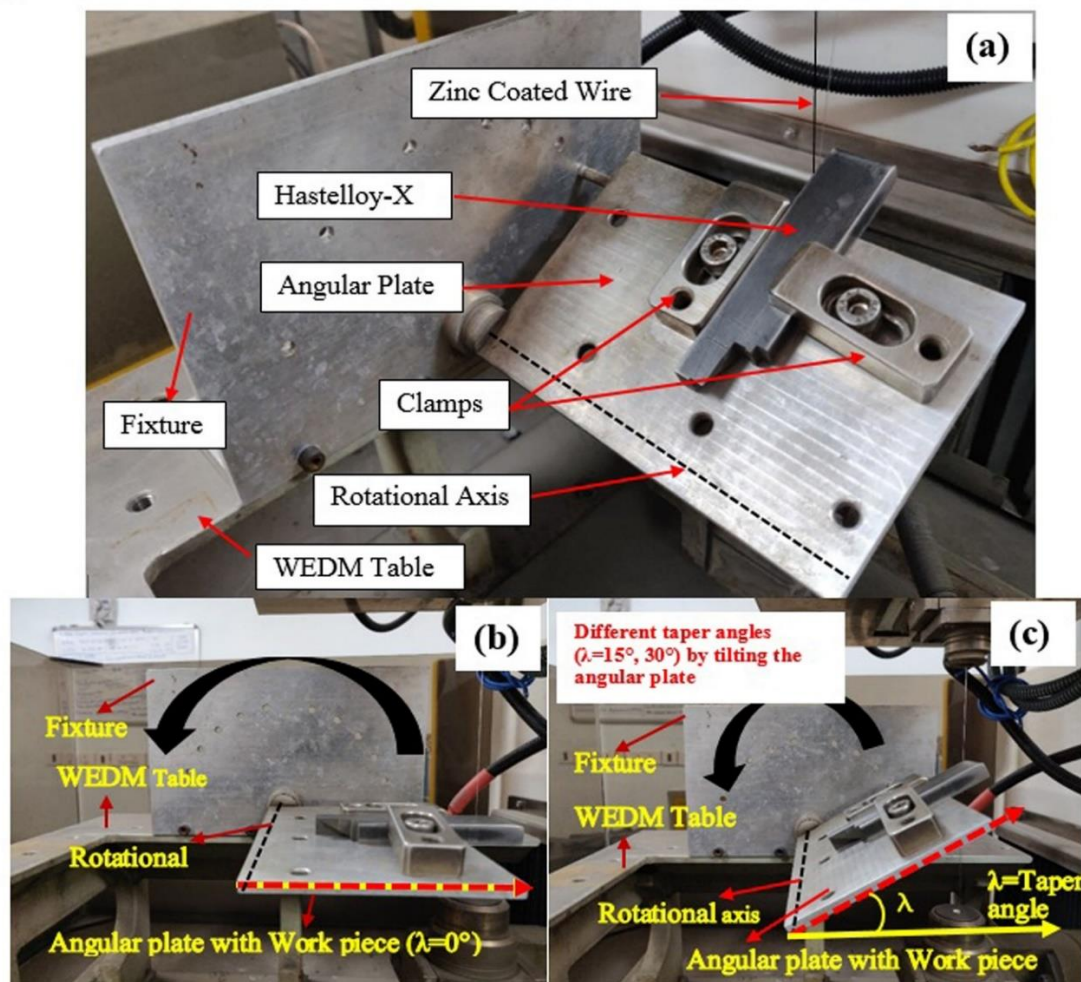 (a)
Zinc Coated Wire
Hastelloy-X
Angular Plate
Clamps
Fixture
Rotational Axis
WEDM Table
(b)
Fixture
WEDM Table
Rotational
Angular plate with Work piece (λ=0°)
(c)
Different taper angles
(λ=15°, 30°) by tilting the
angular plate
Fixture
WEDM Table
Rotational axis
λ
λ=Taper
angle
Angular plate with Work piece